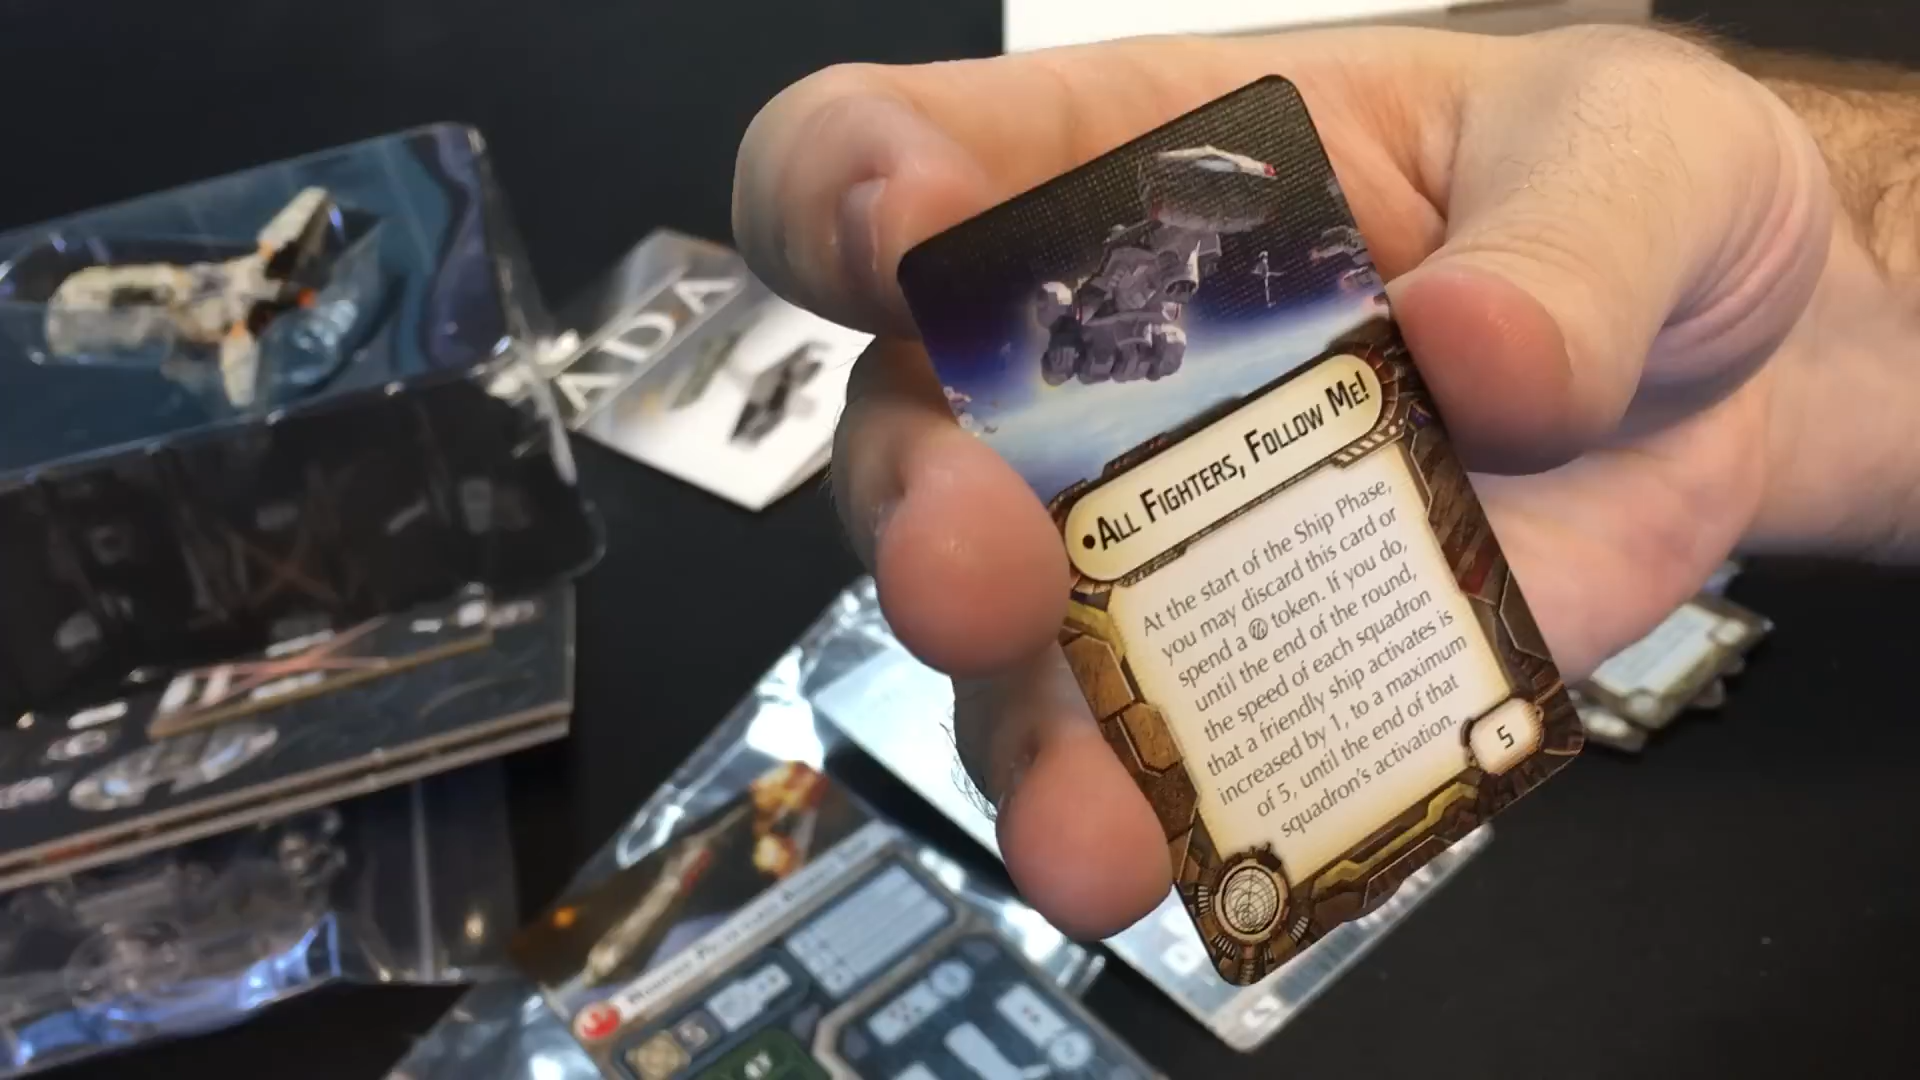 ADA
•ALL FIGHTERS, FOLLOW ME!
At the start of the Ship Phase,
you may discard this card or
spend a token. If you do,
until the end of the round,
the speed of each squadron
that a friendly ship activates is
increased by 1, to a maximum
of 5, until the end of that
squadron's activation.
5